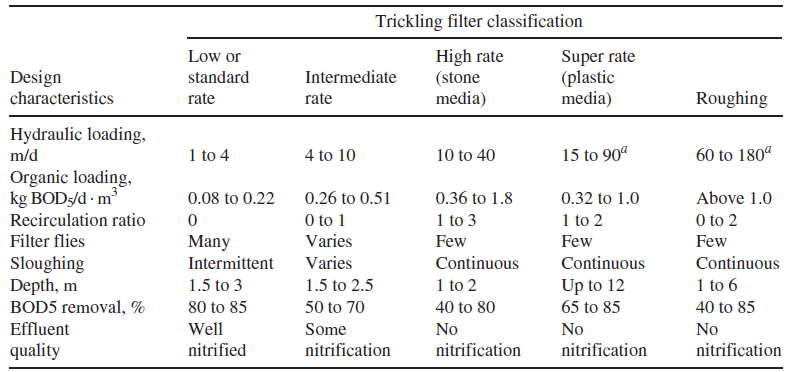 Trickling filter classification
Design characteristics | Low or standard rate | Intermediate rate | High rate (stone media) | Super rate (plastic media) | Roughing
Hydraulic loading, m/d | 1 to 4 | 4 to 10 | 10 to 40 | 15 to 90ᵃ | 60 to 180ᵃ
Organic loading, kg BOD₅/d · m³ | 0.08 to 0.22 | 0.26 to 0.51 | 0.36 to 1.8 | 0.32 to 1.0 | Above 1.0
Recirculation ratio | 0 | 0 to 1 | 1 to 3 | 1 to 2 | 0 to 2
Filter flies | Many | Varies | Few | Few | Few
Sloughing | Intermittent | Varies | Continuous | Continuous | Continuous
Depth, m | 1.5 to 3 | 1.5 to 2.5 | 1 to 2 | Up to 12 | 1 to 6
BOD5 removal, % | 80 to 85 | 50 to 70 | 40 to 80 | 65 to 85 | 40 to 85
Effluent quality | Well nitrified | Some nitrification | No nitrification | No nitrification | No nitrification